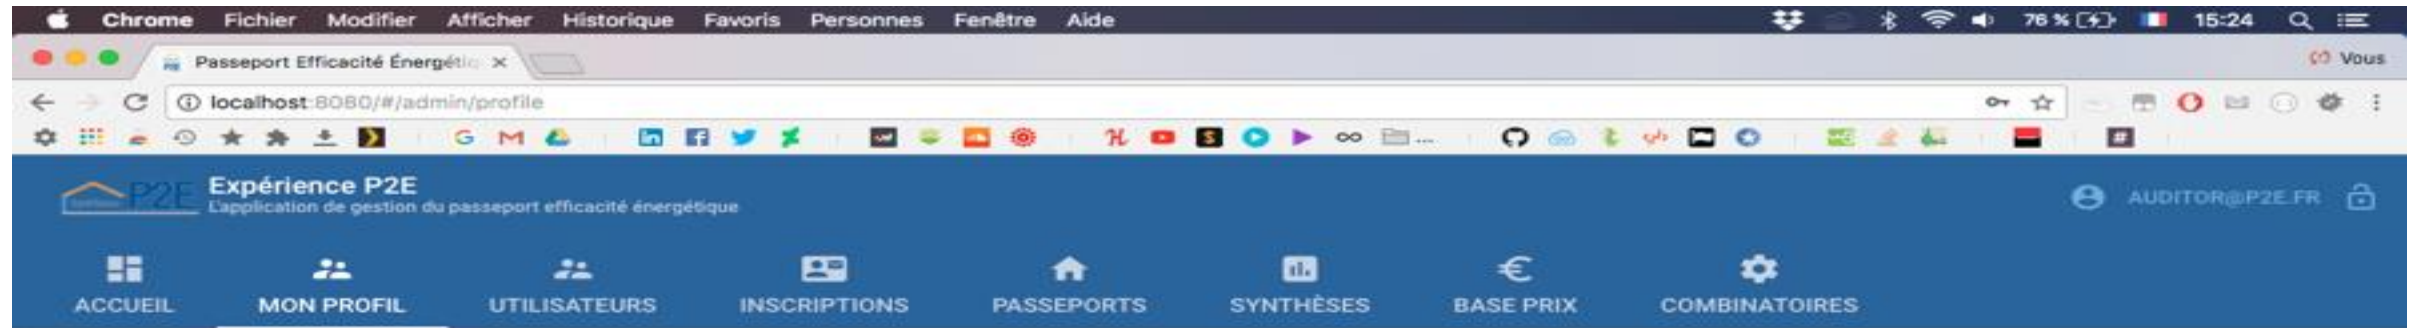 Chrome Fichier Modifier Afficher Historique Favoris Personnes Fenêtre Aide 76 % 15:24
Passeport Efficacité Énergétic Vous
localhost:8080/#/admin/profile
P2E Expérience P2E
L'application de gestion du passeport efficacité énergétique
AUDITOR@P2E.FR
ACCUEIL MON PROFIL UTILISATEURS INSCRIPTIONS PASSEPORTS SYNTHÈSES BASE PRIX COMBINATOIRES